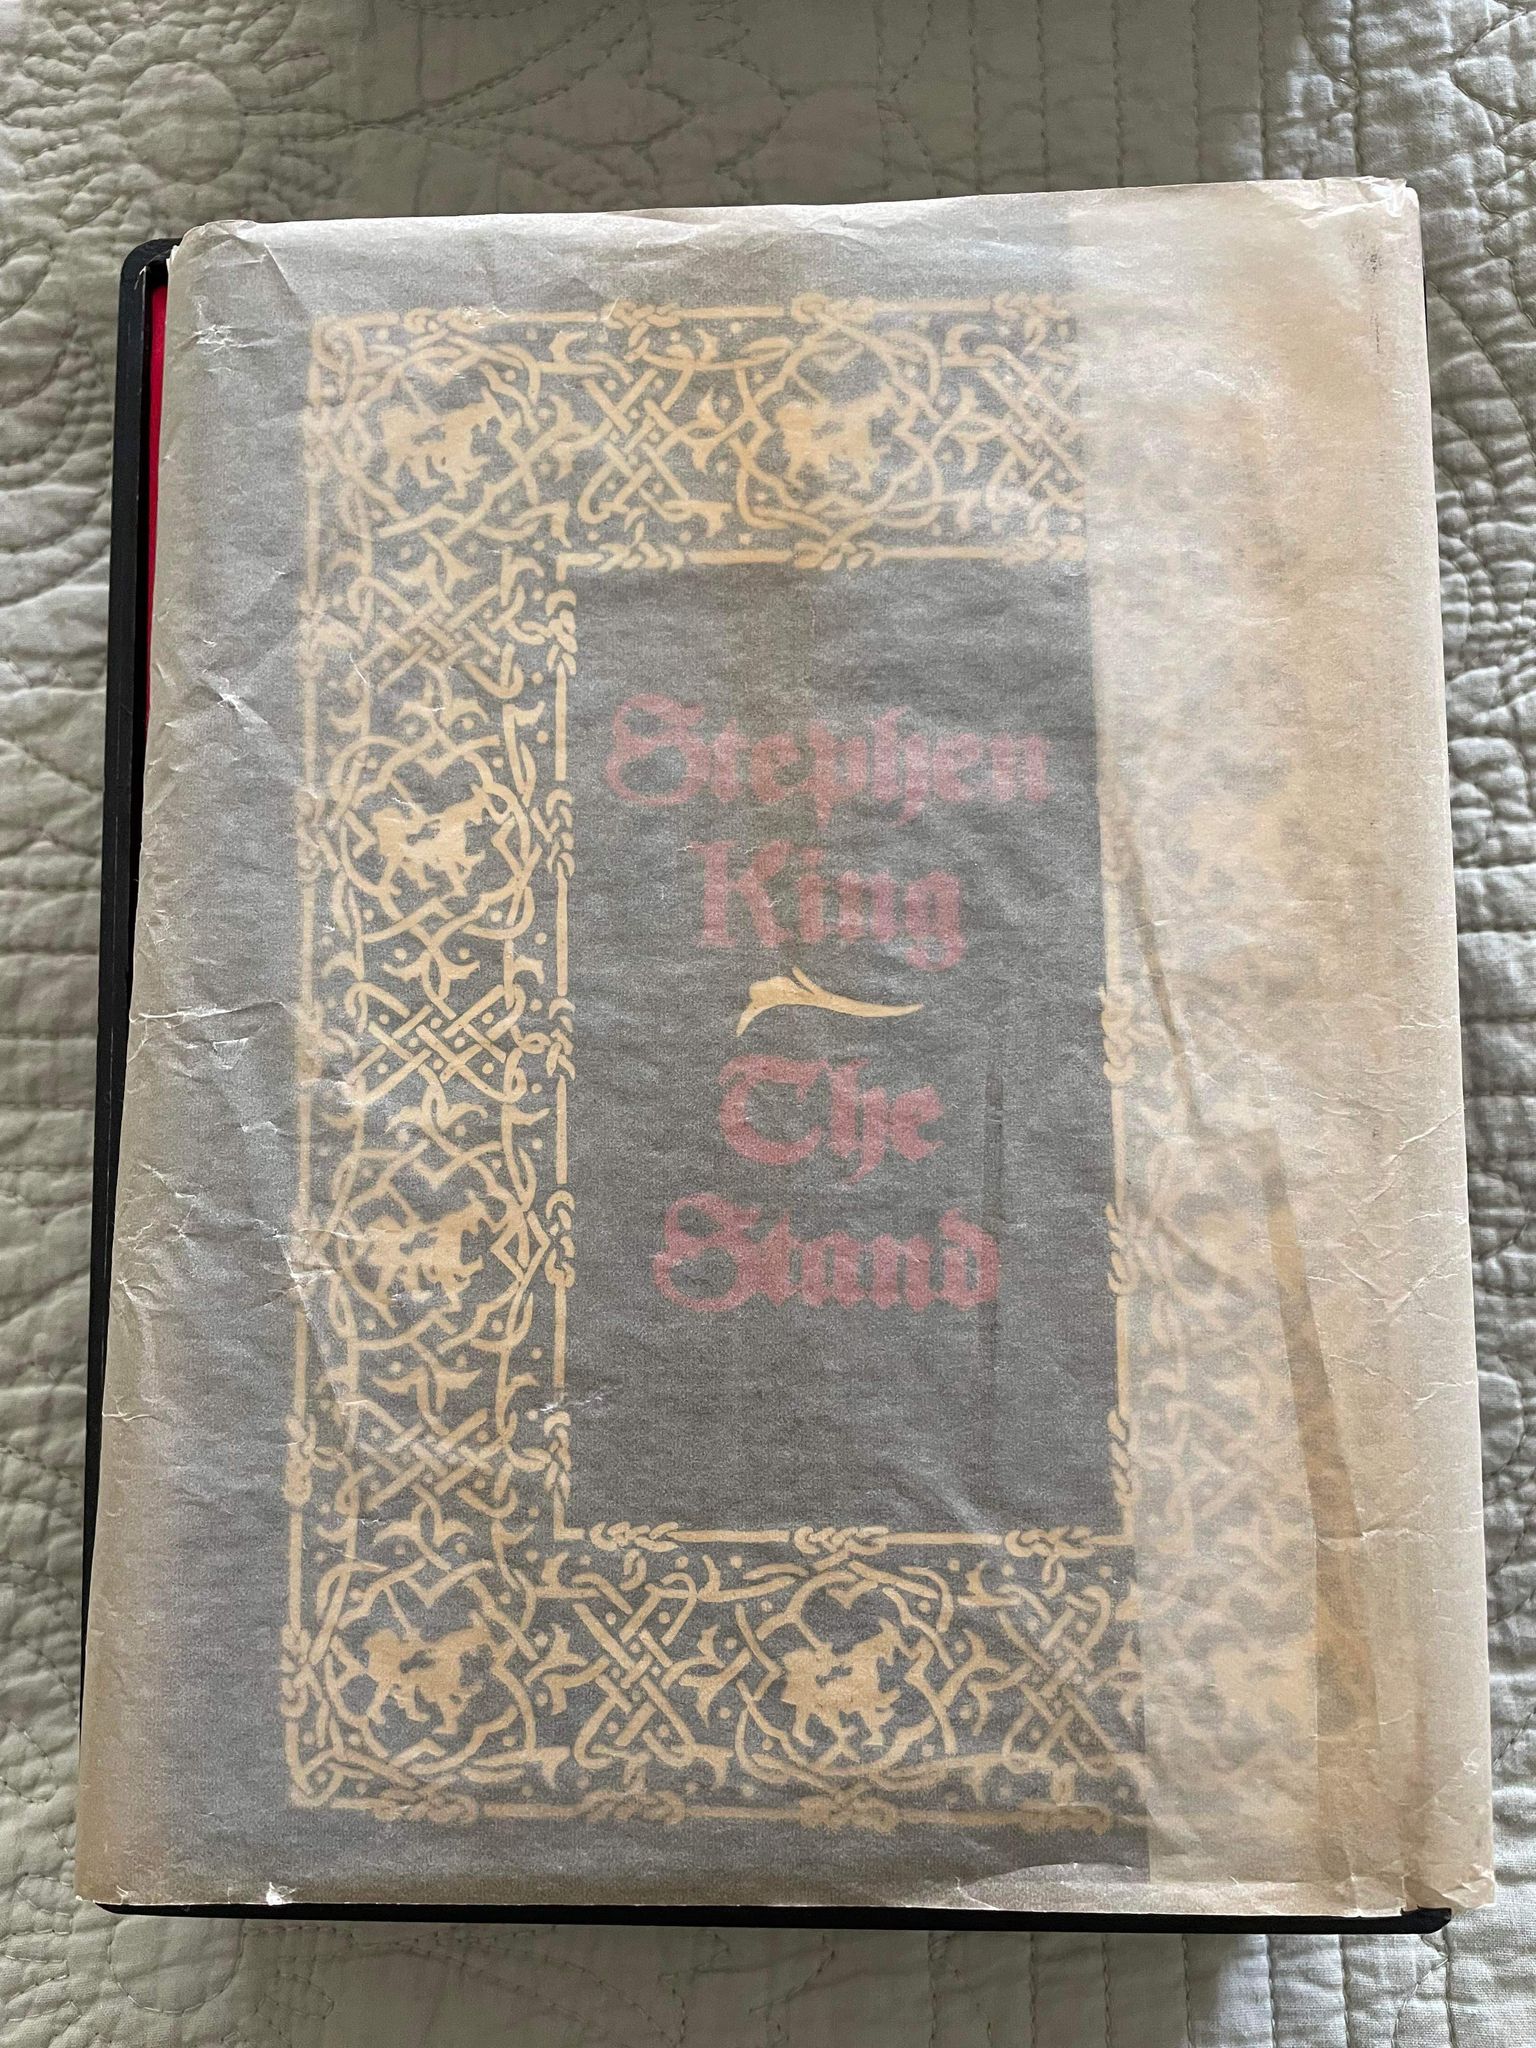 Stephen
King
The
Stand